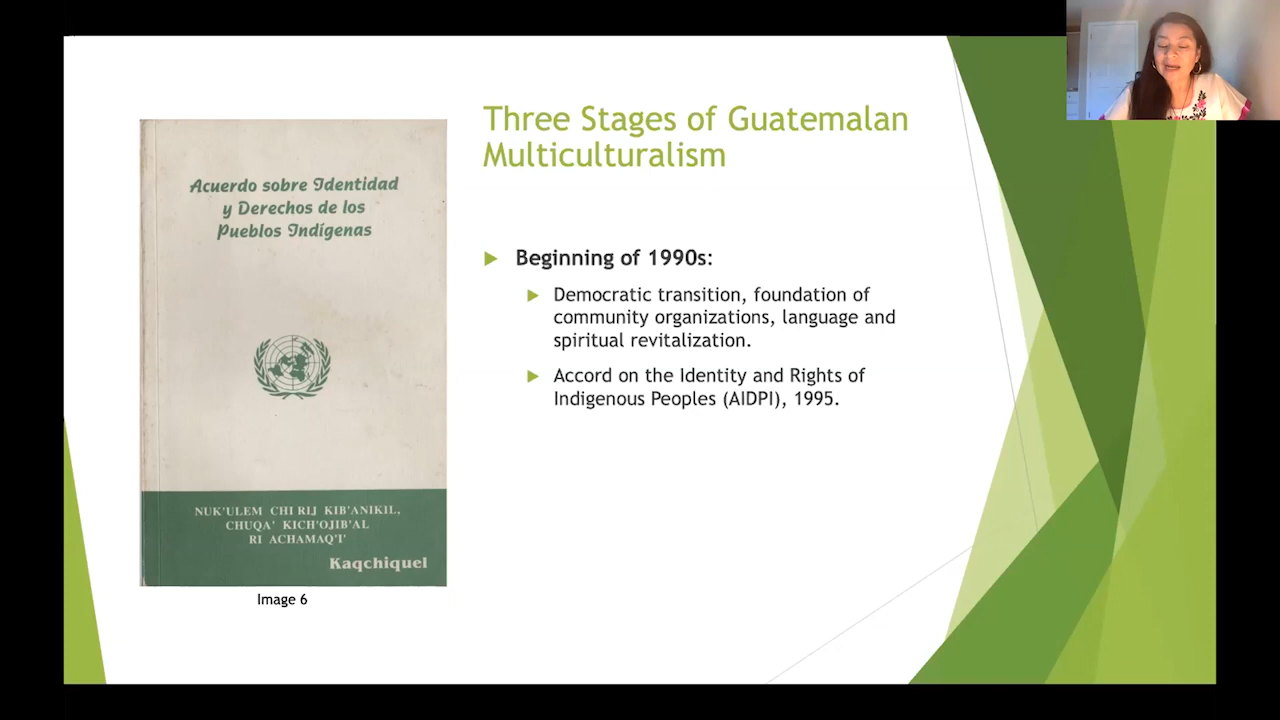 Three Stages of Guatemalan
Multiculturalism
Acuerdo sobre Identidad
y Derechos de los
Pueblos Indígenas
NUK'ULEM CHI RIJ KIB'ANIKIL,
CHUQA' KICH'OJIB'AL
RI ACHAMAQ'I'
Kaqchiquel
Image 6
Beginning of 1990s:
Democratic transition, foundation of
community organizations, language and
spiritual revitalization.
Accord on the Identity and Rights of
Indigenous Peoples (AIDPI), 1995.